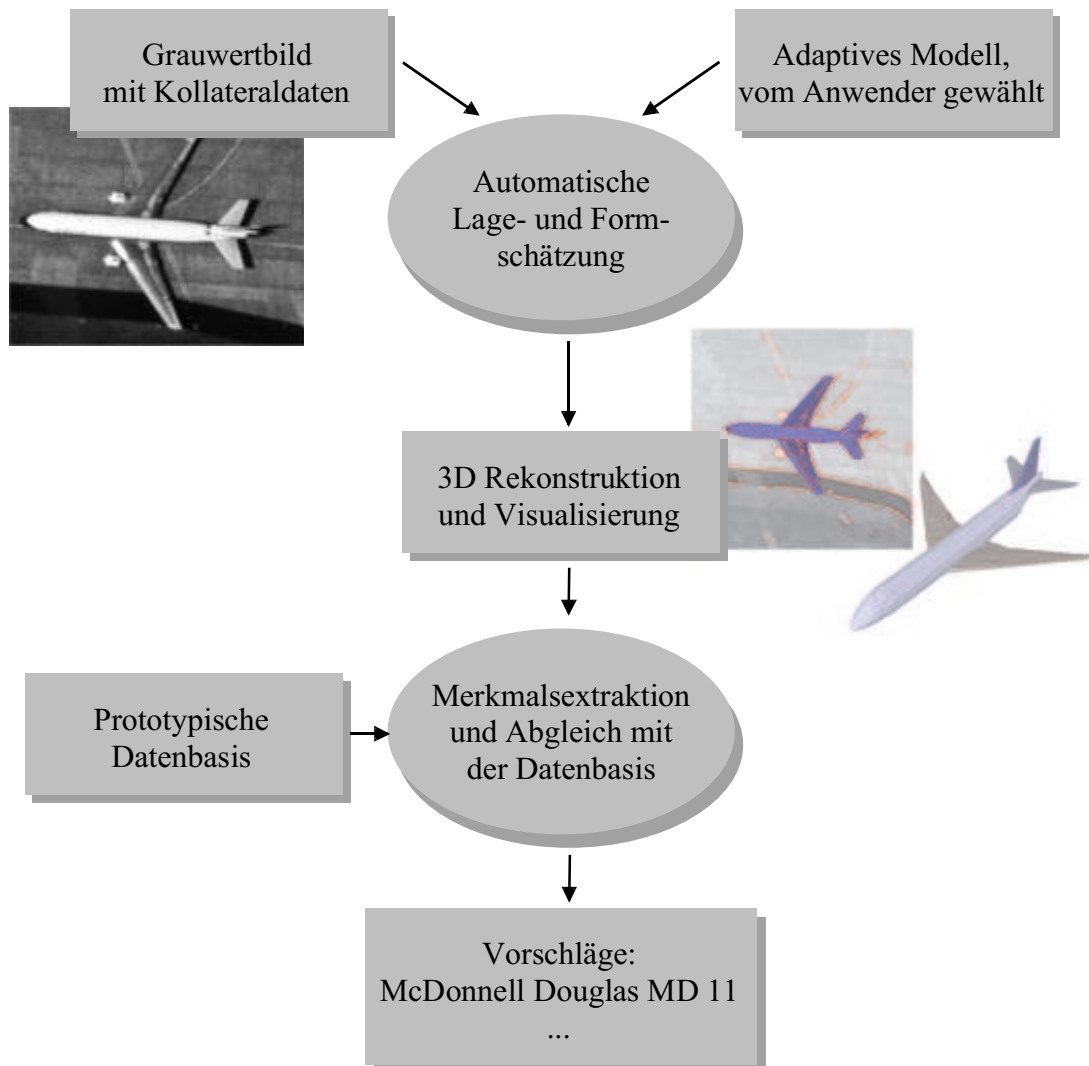 Grauwertbild
mit Kollateraldaten
Adaptives Modell,
vom Anwender gewählt
Automatische
Lage- und Form-
schätzung
3D Rekonstruktion
und Visualisierung
Prototypische
Datenbasis
Merkmalsextraktion
und Abgleich mit
der Datenbasis
Vorschläge:
McDonnell Douglas MD 11
...